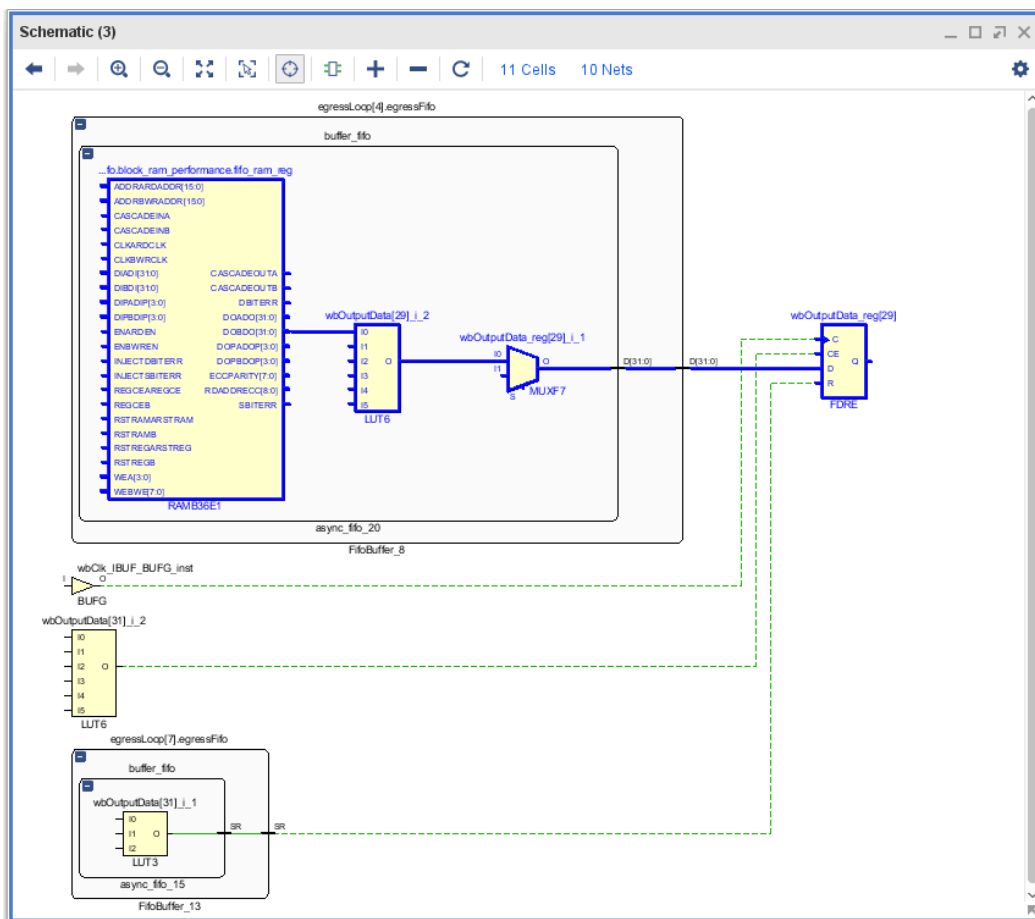 Schematic (3)
11 Cells 10 Nets
egressLoop[4].egressFifo
buffer_fifo
...fo.block_ram_performance.fifo_ram_reg
ADDRARDADDR[15:0]
ADDRBWRADDR[15:0]
CASCADEINA
CASCADEINB
CLKARDCLK
CLKBWRCLK
DIADI[31:0] CASCADEOUTA
DIBDI[31:0] CASCADEOUTB
DIPADIP[3:0] DBITERR
DIPBDIP[3:0] DOADO[31:0]
ENARDEN DOBDO[31:0]
ENBWREN DOPADOP[3:0]
INJECTDBITERR DOPBDOP[3:0]
INJECTSBITERR ECCPARITY[7:0]
REGCEAREGCE RDADDRECC[8:0]
REGCEB SBITERR
RSTRAMARSTRAM
RSTRAMB
RSTREGARSTREG
RSTREGB
WEA[3:0]
WEBWE[7:0]
RAMB36E1
wbOutputData[29]_i_2
I0
I1
I2 O
I3
I4
I5
LUT6
wbOutputData_reg[29]_i_1
I0 O
I1
S
MUXF7
D[31:0] D[31:0]
wbOutputData_reg[29]
C
CE Q
D
R
FDRE
async_fifo_20
FifoBuffer_8
wbClk_IBUF_BUFG_inst
I O
BUFG
wbOutputData[31]_i_2
I0
I1
I2 O
I3
I4
I5
LUT6
egressLoop[7].egressFifo
buffer_fifo
wbOutputData[31]_i_1
I0
I1 O
I2
LUT3
SR SR
async_fifo_15
FifoBuffer_13